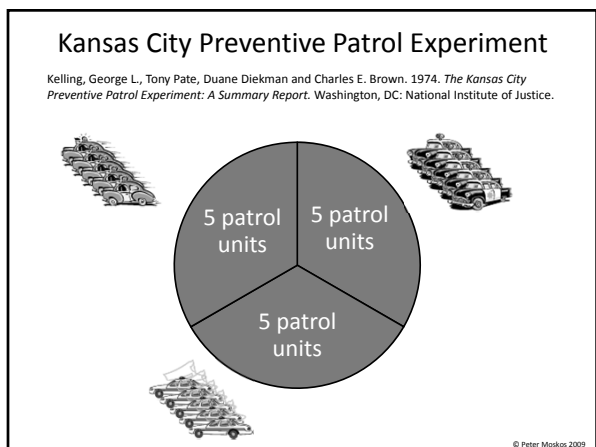 Kansas City Preventive Patrol Experiment
Kelling, George L., Tony Pate, Duane Diekman and Charles E. Brown. 1974. The Kansas City
Preventive Patrol Experiment: A Summary Report. Washington, DC: National Institute of Justice.
5 patrol
units
5 patrol
units
5 patrol
units
© Peter Moskos 2009